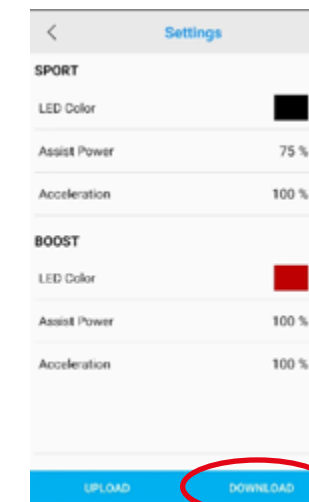 Settings
SPORT
LED Color
Assist Power 75 %
Acceleration 100 %
BOOST
LED Color
Assist Power 100 %
Acceleration 100 %
UPLOAD DOWNLOAD